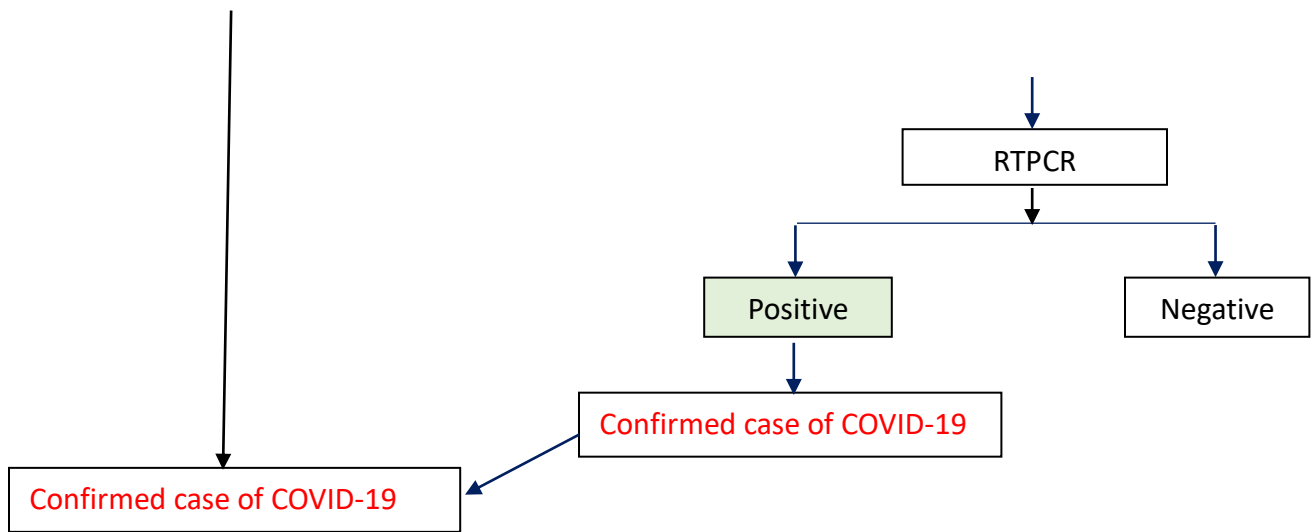 RTPCR
Positive
Negative
Confirmed case of COVID-19
Confirmed case of COVID-19